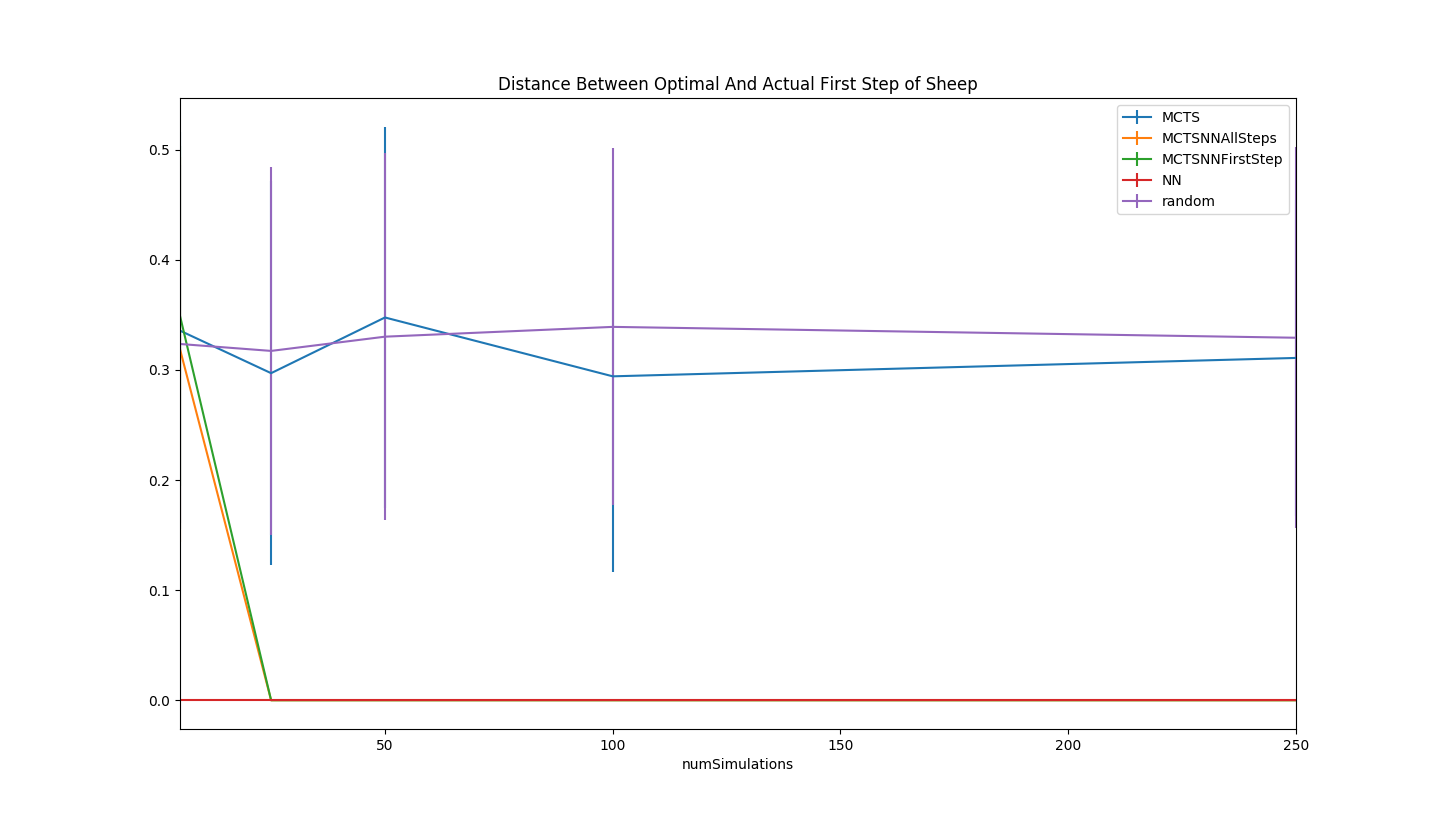 Distance Between Optimal And Actual First Step of Sheep
MCTS
MCTSNNAllSteps
MCTSNNFirstStep
NN
random
0.5
0.4
0.3
0.2
0.1
0.0
50
100
150
200
250
numSimulations